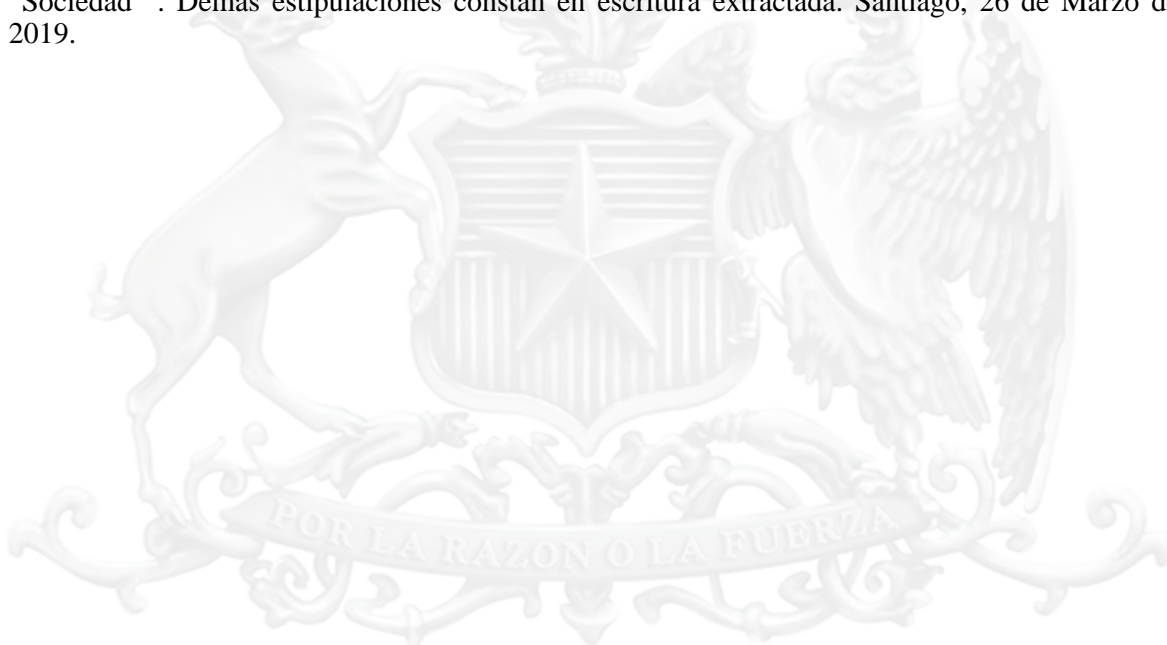 Sociedad . Demás estipulaciones constan en escritura extractada. Santiago, 26 de Marzo d
2019.
POR LA RAZON O LA FUERZA